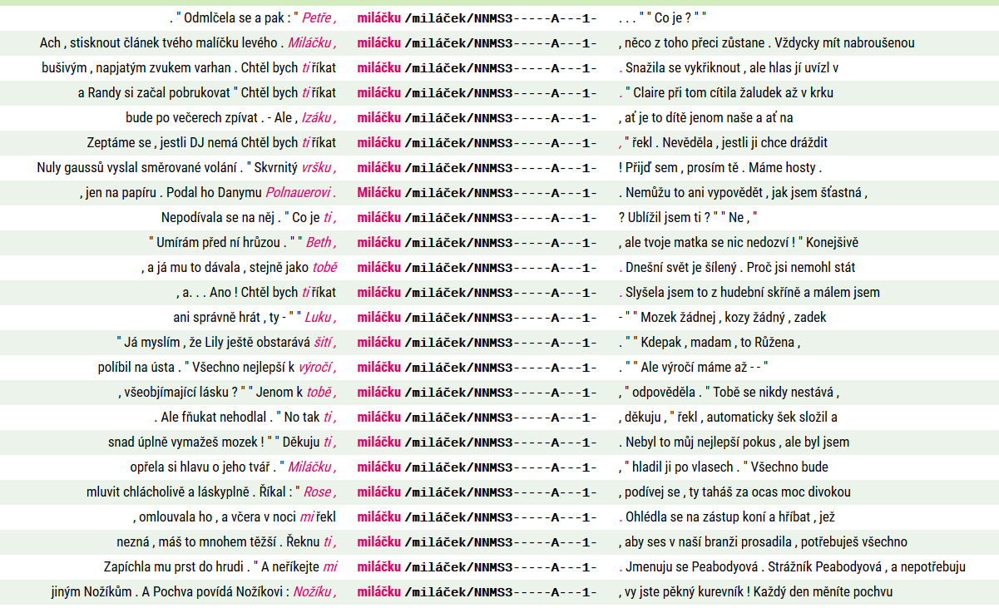 . " Odmlčela se a pak : " Petře , miláčku /miláček/NNMS3-----A---1- . . . " " Co je ? " "
Ach , stisknout článek tvého malíčku levého . Miláčku , miláčku /miláček/NNMS3-----A---1- , něco z toho přeci zůstane . Vždycky mít nabroušenou
bušivým , napjatým zvukem varhan . Chtěl bych ti říkat miláčku /miláček/NNMS3-----A---1- . Snažila se vykřiknout , ale hlas jí uvízl v
a Randy si začal pobrukovat " Chtěl bych ti říkat miláčku /miláček/NNMS3-----A---1- . " Claire při tom cítila žaludek až v krku
bude po večerech zpívat . - Ale , Izáku , miláčku /miláček/NNMS3-----A---1- , ať je to dítě jenom naše a ať na
Zeptáme se , jestli DJ nemá Chtěl bych ti říkat miláčku /miláček/NNMS3-----A---1- , " řekl . Nevěděla , jestli ji chce dráždit
Nuly gaussů vyslal směrované volání . " Skvrnitý vršku , miláčku /miláček/NNMS3-----A---1- ! Přijď sem , prosím tě . Máme hosty .
, jen na papíru . Podal ho Danymu Polnauerovi . Miláčku /miláček/NNMS3-----A---1- . Nemůžu to ani vypovědět , jak jsem šťastná ,
Nepodívala se na něj . " Co je ti , miláčku /miláček/NNMS3-----A---1- ? Ublížil jsem ti ? " " Ne , "
" Umírám před ní hrůzou . " " Beth , miláčku /miláček/NNMS3-----A---1- , ale tvoje matka se nic nedozví ! " Konejšivě
, a já mu to dávala , stejně jako tobě miláčku /miláček/NNMS3-----A---1- . Dnešní svět je šílený . Proč jsi nemohl stát
, a. . . Ano ! Chtěl bych ti říkat miláčku /miláček/NNMS3-----A---1- . Slyšela jsem to z hudební skříně a málem jsem
ani správně hrát , ty - " " Luku , miláčku /miláček/NNMS3-----A---1- - " " Mozek žádnej , kozy žádný , zadek
" Já myslím , že Lily ještě obstarává šití , miláčku /miláček/NNMS3-----A---1- . " " Kdepak , madam , to Růžena ,
políbil na ústa . " Všechno nejlepší k výročí , miláčku /miláček/NNMS3-----A---1- . " " Ale výročí máme až - - "
, všeobjímající lásku ? " " Jenom k tobě , miláčku /miláček/NNMS3-----A---1- , " odpověděla . " Tobě se nikdy nestává ,
. Ale fňukat nehodlal . " No tak ti , miláčku /miláček/NNMS3-----A---1- , děkuju , " řekl , automaticky šek složil a
snad úplně vymažeš mozek ! " " Děkuju ti , miláčku /miláček/NNMS3-----A---1- . Nebyl to můj nejlepší pokus , ale byl jsem
opřela si hlavu o jeho tvář . " Miláčku , miláčku /miláček/NNMS3-----A---1- , " hladil ji po vlasech . " Všechno bude
mluvit chlácholivě a láskyplně . Říkal : " Rose , miláčku /miláček/NNMS3-----A---1- , podívej se , ty taháš za ocas moc divokou
, omlouvala ho , a včera v noci mi řekl miláčku /miláček/NNMS3-----A---1- . Ohlédla se na zástup koní a hříbat , jež
nezná , máš to mnohem těžší . Řeknu ti , miláčku /miláček/NNMS3-----A---1- , aby ses v naší branži prosadila , potřebuješ všechno
Zapíchla mu prst do hrudi . " A neříkejte mi miláčku /miláček/NNMS3-----A---1- . Jmenuju se Peabodyová . Strážník Peabodyová , a nepotřebuju
jiným Nožíkům . A Pochva povídá Nožíkovi : Nožíku , miláčku /miláček/NNMS3-----A---1- , vy jste pěkný kurevník ! Každý den měníte pochvu